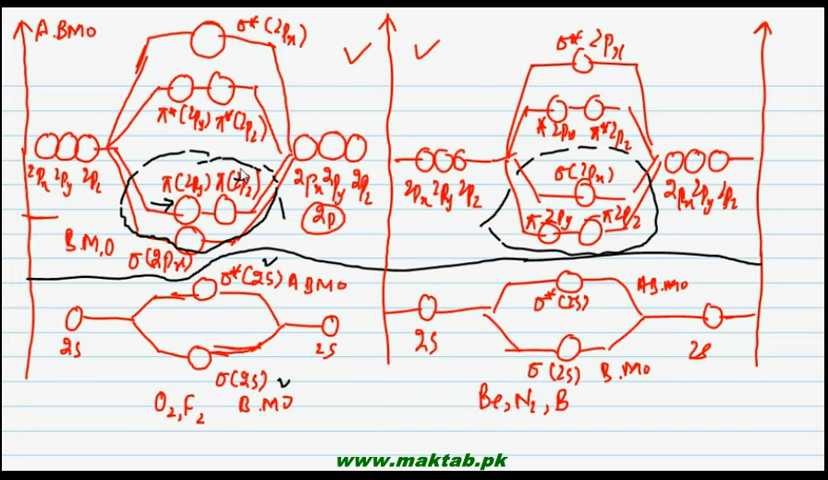 A.BMO
σ*(2px)
π*(2py) π*(2pz)
2px 2py 2pz
π(2py) π(2pz)
2px 2py 2pz
2p
B.M.O
σ(2px)
σ*(2s) ABMO
2s
2s
σ(2s)
O2, F2 B.MO
σ*2px
π*2py π*2pz
σ(2px)
2px 2py 2pz
2px 2py 2pz
π2py π2pz
σ*(2s)
AB.MO
2s
2s
σ(2s) B.MO
Be, N2, B
www.maktab.pk